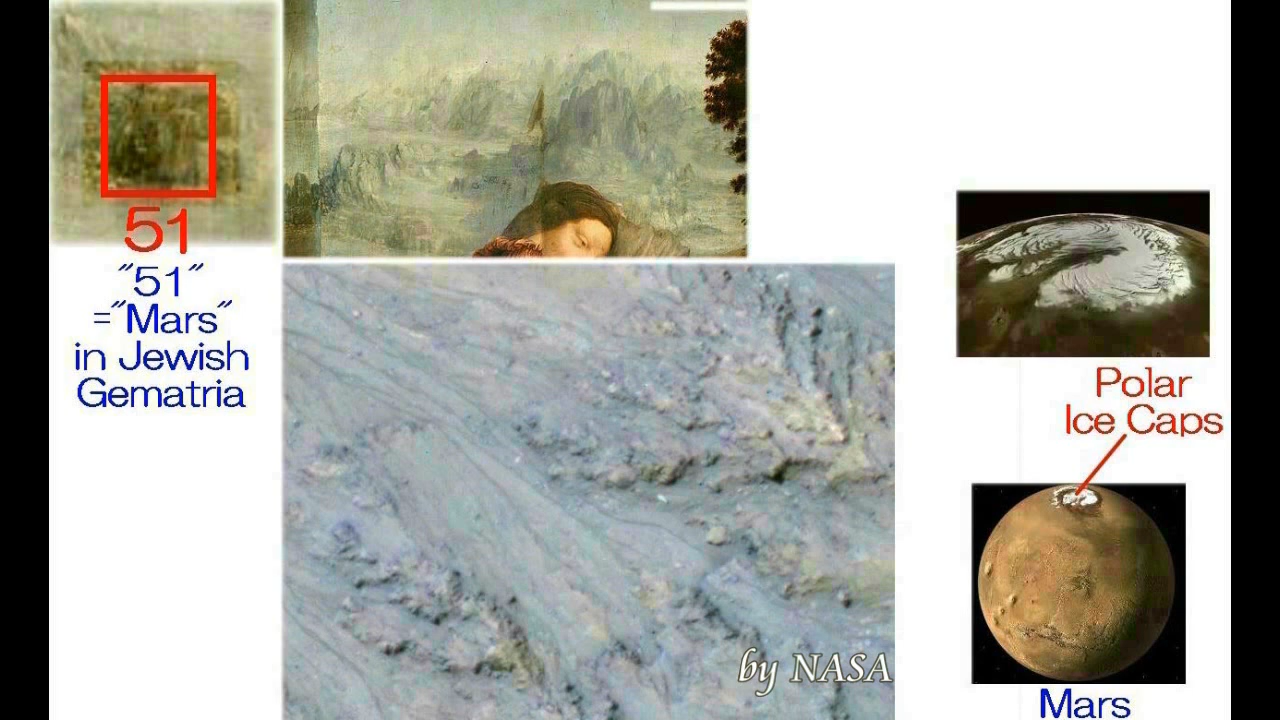 51
"51"
="Mars"
in Jewish
Gematria
by NASA
Polar
Ice Caps
Mars